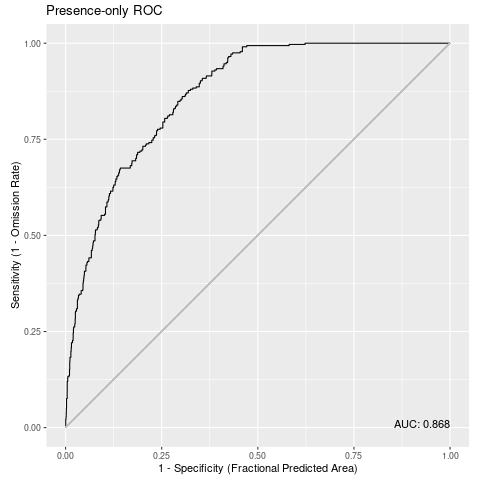 Presence-only ROC
1.00
0.75
0.50
0.25
0.00
Sensitivity (1 - Omission Rate)
AUC: 0.868
0.00
0.25
0.50
0.75
1.00
1 - Specificity (Fractional Predicted Area)